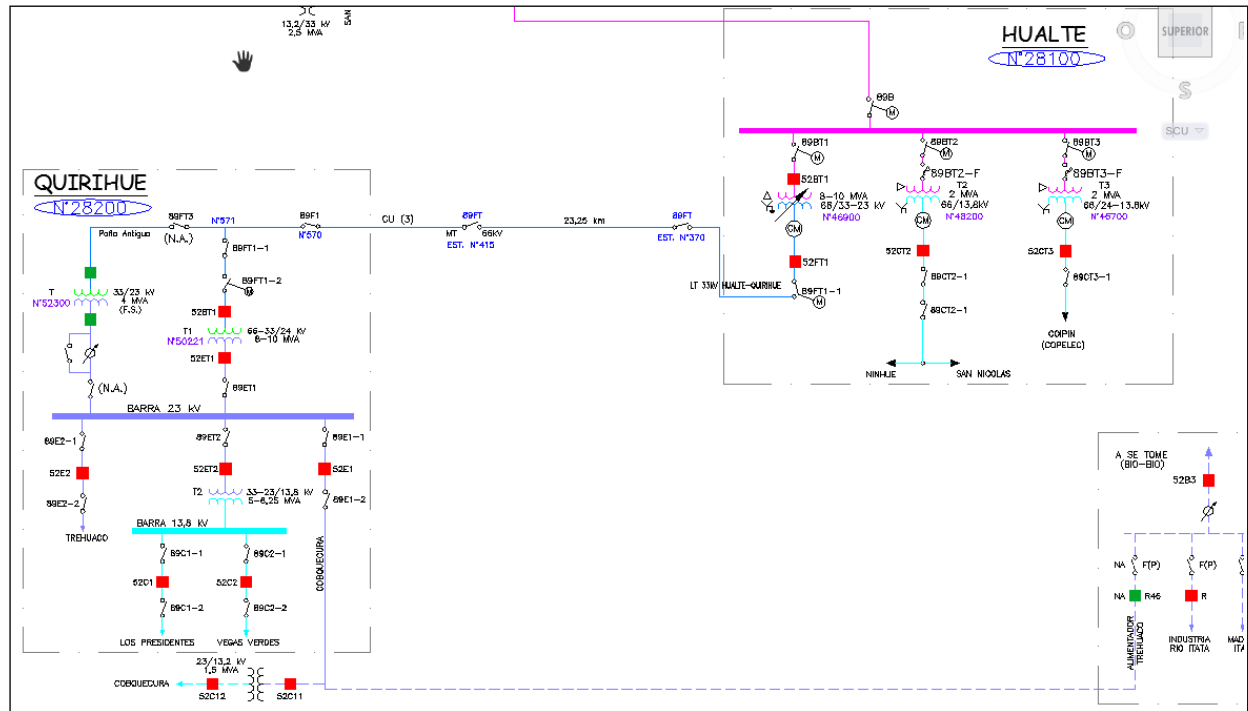 13,2/33 kV
2,5 MVA
SAN
HUALTE
N°28100
SUPERIOR
O
S
SCU
89B
M
89BT1
M
89BT2
M
89BT3
M
52BT1
89BT2-F
89BT3-F
8-10 MVA
66/33-23 kV
N°46900
T2
2 MVA
66/13,8 kV
N°48200
T3
2 MVA
66/24-13.8kV
N°45700
CM
CM
CM
52FT1
52CT2
52CT3
89FT1-1
M
89CT2-1
89CT3-1
89CT2-1
LT 33kV HUALTE-QUIRIHUE
COIPIN
(COPELEC)
NINHUE
SAN NICOLAS
QUIRIHUE
N°28200
89FT3
(N.A.)
N°571
89F1
N°570
CU (3)
89FT
MT
66kV
EST. N°415
23,25 km
89FT
EST. N°370
Paño Antiguo
89FT1-1
89FT1-2
M
T
N°52300
33/23 kV
4 MVA
(F.S.)
52BT1
T1
N°50221
66-33/24 kV
8-10 MVA
52ET1
(N.A.)
89ET1
BARRA 23 kV
89E2-1
89ET2
89E1-1
52E2
52ET2
52E1
89E2-2
T2
33-23/13,8 kV
5-6,25 MVA
89E1-2
TREHUACO
BARRA 13,8 kV
COBQUECURA
89C1-1
89C2-1
52C1
52C2
89C1-2
89C2-2
LOS PRESIDENTES
VEGAS VERDES
23/13,2 kV
1,5 MVA
COBQUECURA
52C12
52C11
A SE TOME
(BIO-BIO)
52B3
NA
F(P)
F(P)
NA
R46
R
ALIMENTADOR
TREHUACO
INDUSTRIA
RIO ITATA
MAD
ITA